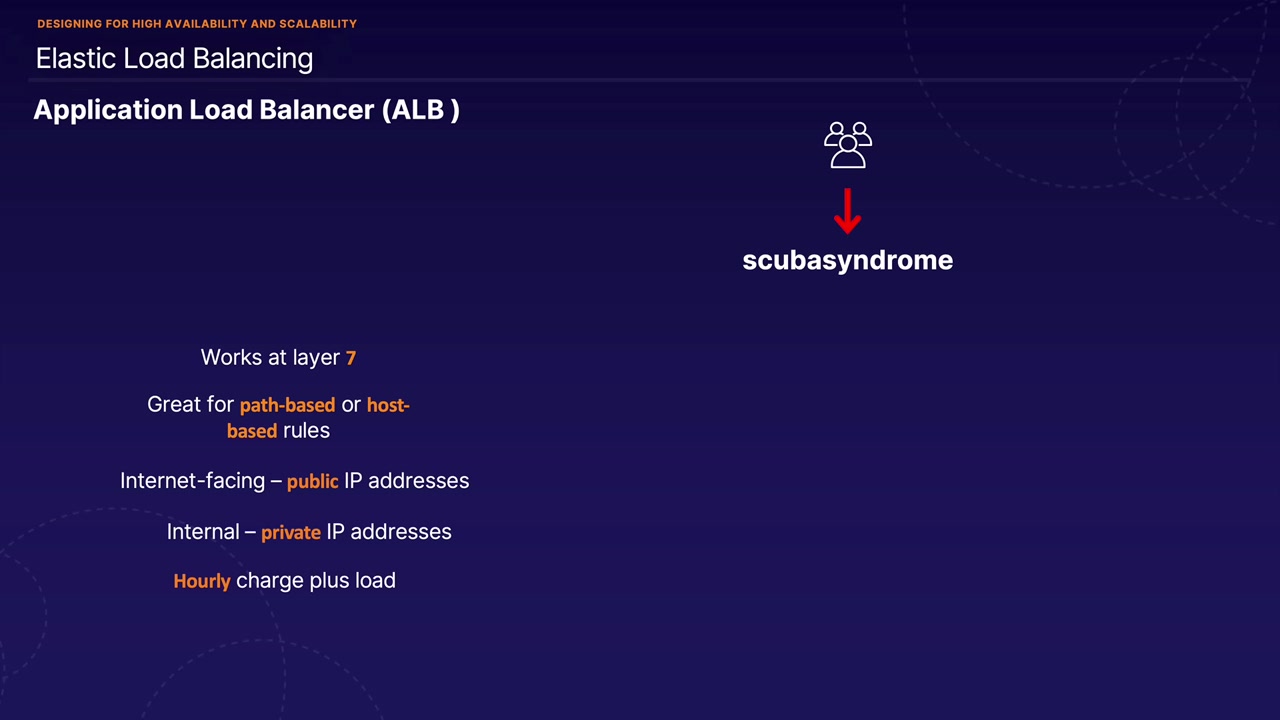 DESIGNING FOR HIGH AVAILABILITY AND SCALABILITY
Elastic Load Balancing
Application Load Balancer (ALB )
scubasyndrome
Works at layer 7
Great for path-based or host-
based rules
Internet-facing – public IP addresses
Internal – private IP addresses
Hourly charge plus load